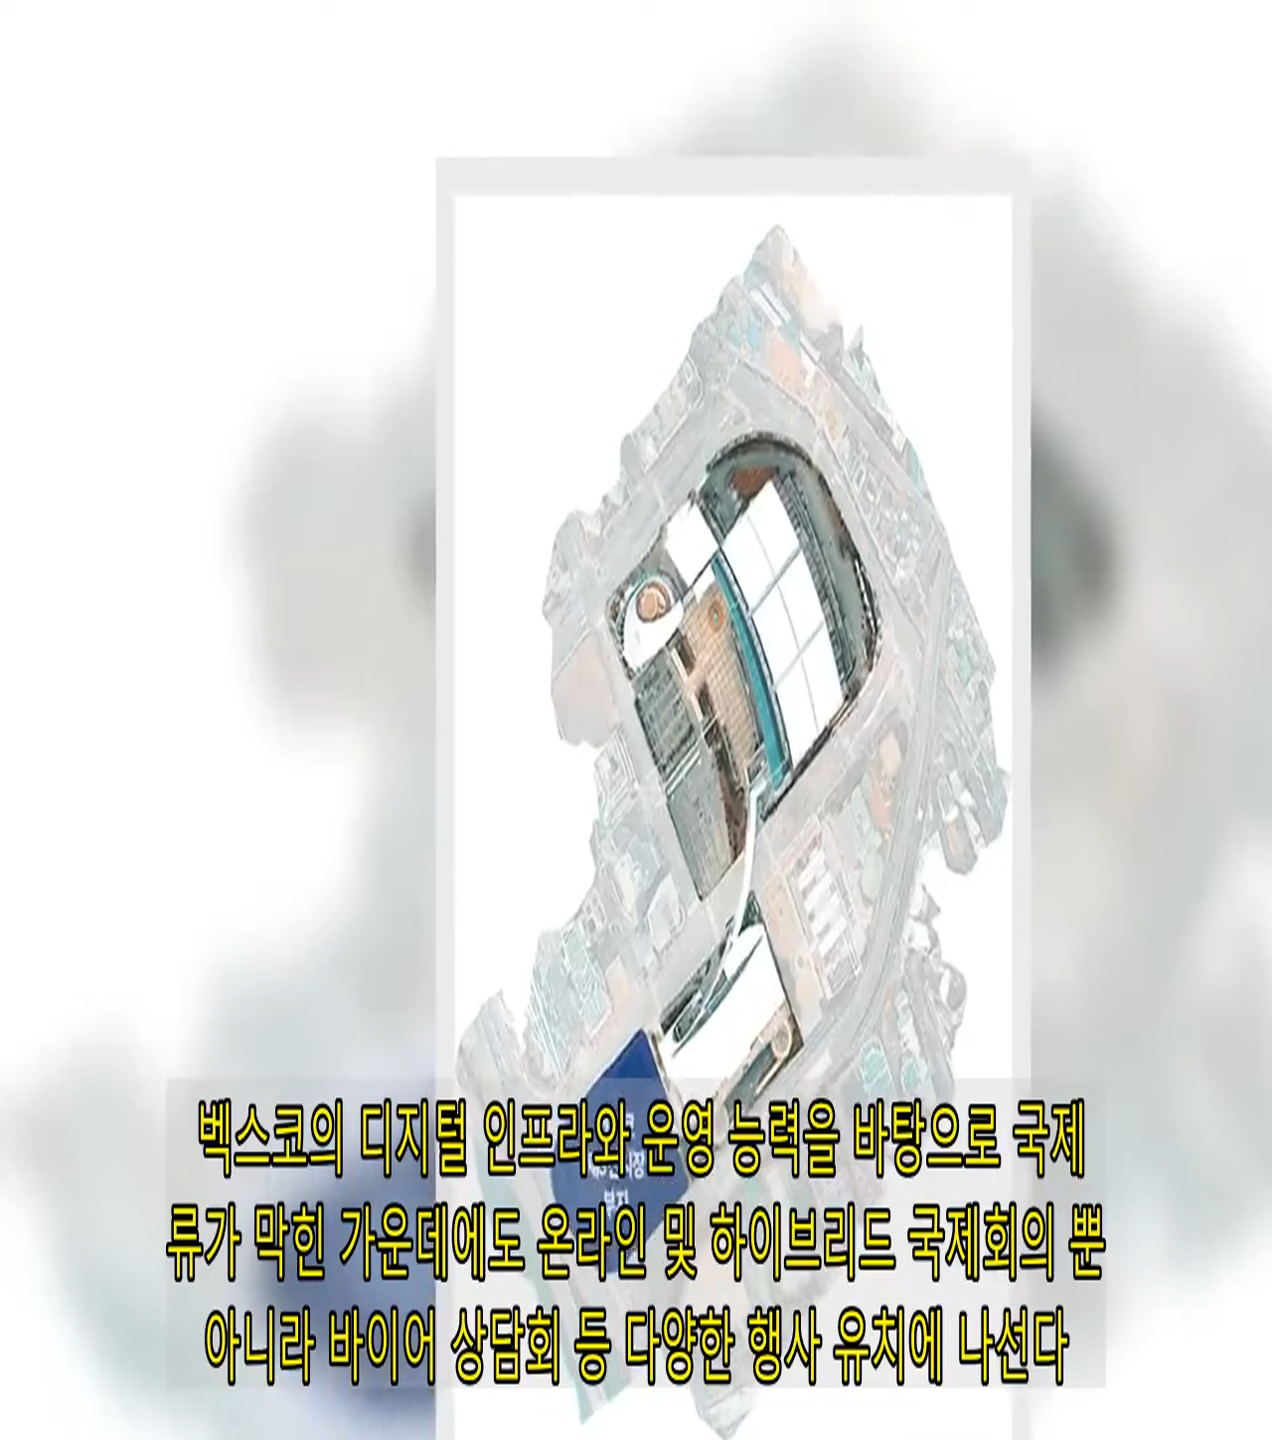 벡스코의 디지털 인프라와 운영 능력을 바탕으로 국제
류가 막힌 가운데에도 온라인 및 하이브리드 국제회의 뿐
아니라 바이어 상담회 등 다양한 행사 유치에 나선다